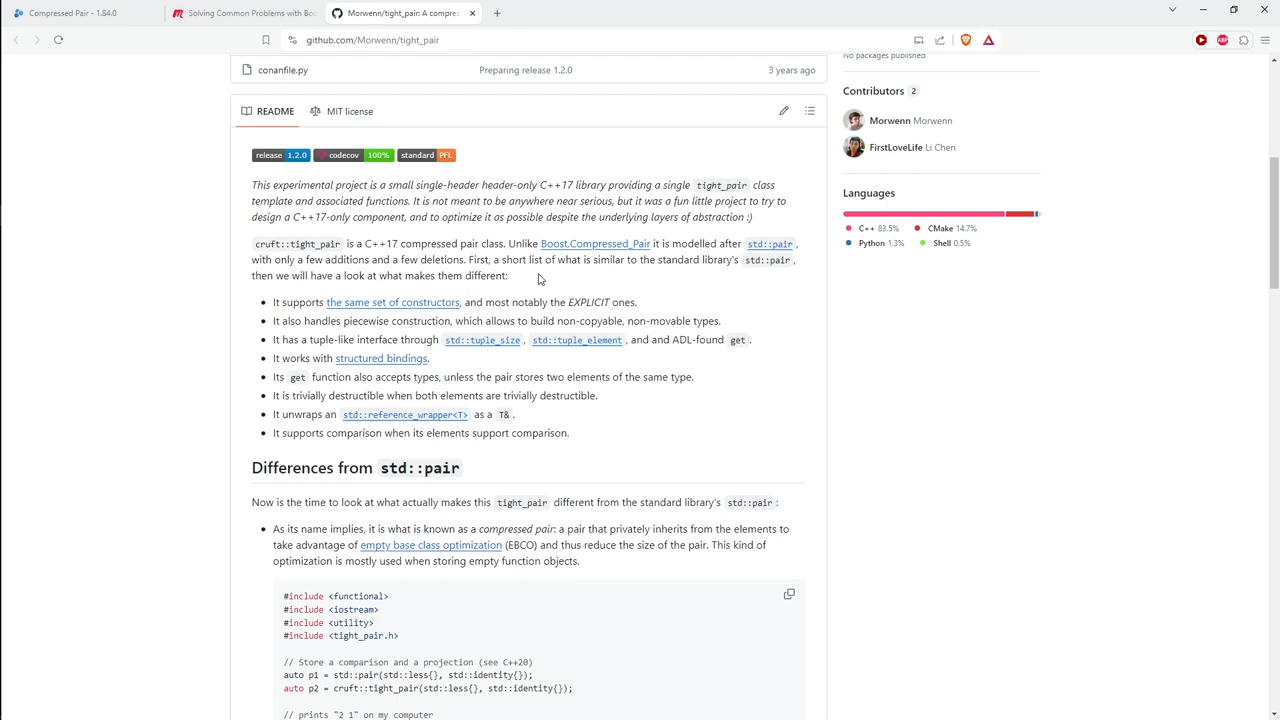 Compressed Pair - 1.84.0
Solving Common Problems with Boo
Morwenn/tight_pair: A compres
github.com/Morwenn/tight_pair
conanfile.py
Preparing release 1.2.0
3 years ago
No packages published
README
MIT license
release 1.2.0
codecov 100%
standard PFL
This experimental project is a small single-header header-only C++17 library providing a single tight_pair class
template and associated functions. It is not meant to be anywhere near serious, but it was a fun little project to try to
design a C++17-only component, and to optimize it as possible despite the underlying layers of abstraction :)
cruft::tight_pair is a C++17 compressed pair class. Unlike Boost.Compressed_Pair it is modelled after std::pair,
with only a few additions and a few deletions. First, a short list of what is similar to the standard library's std::pair,
then we will have a look at what makes them different:
• It supports the same set of constructors, and most notably the EXPLICIT ones.
• It also handles piecewise construction, which allows to build non-copyable, non-movable types.
• It has a tuple-like interface through std::tuple_size, std::tuple_element, and and ADL-found get.
• It works with structured bindings.
• Its get function also accepts types, unless the pair stores two elements of the same type.
• It is trivially destructible when both elements are trivially destructible.
• It unwraps an std::reference_wrapper<T> as a T&.
• It supports comparison when its elements support comparison.
Differences from std::pair
Now is the time to look at what actually makes this tight_pair different from the standard library's std::pair:
• As its name implies, it is what is known as a compressed pair: a pair that privately inherits from the elements to
take advantage of empty base class optimization (EBCO) and thus reduce the size of the pair. This kind of
optimization is mostly used when storing empty function objects.
#include <functional>
#include <iostream>
#include <utility>
#include <tight_pair.h>
// Store a comparison and a projection (see C++20)
auto p1 = std::pair(std::less{}, std::identity{});
auto p2 = cruft::tight_pair(std::less{}, std::identity{});
// prints "2 1" on my computer
Contributors 2
Morwenn Morwenn
FirstLoveLife Li Chen
Languages
C++ 83.5%
CMake 14.7%
Python 1.3%
Shell 0.5%